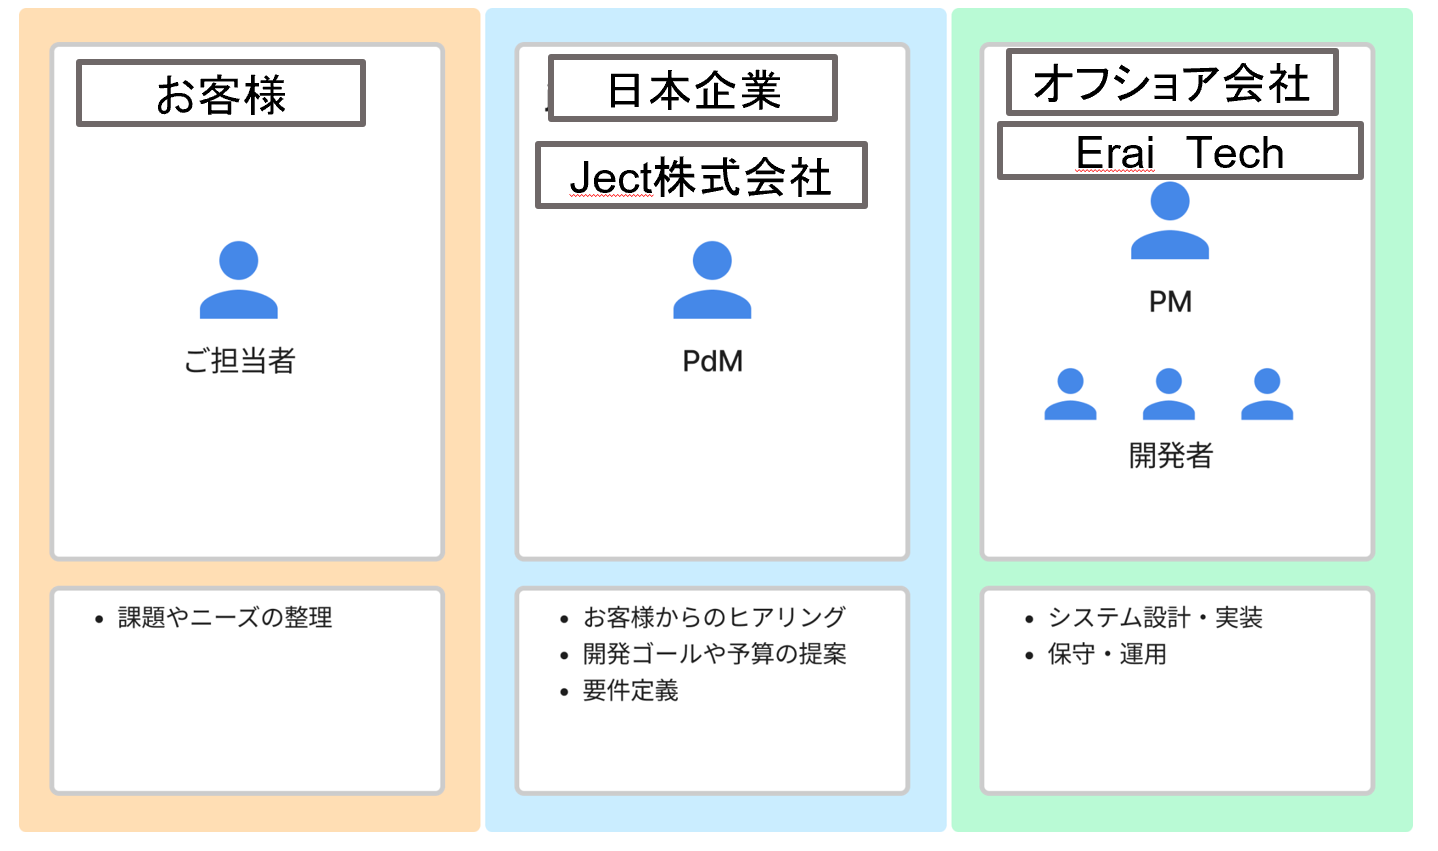 お客様
ご担当者
・課題やニーズの整理
日本企業
Ject株式会社
PdM
・お客様からのヒアリング
・開発ゴールや予算の提案
・要件定義
オフショア会社
Erai Tech
PM
開発者
・システム設計・実装
・保守・運用